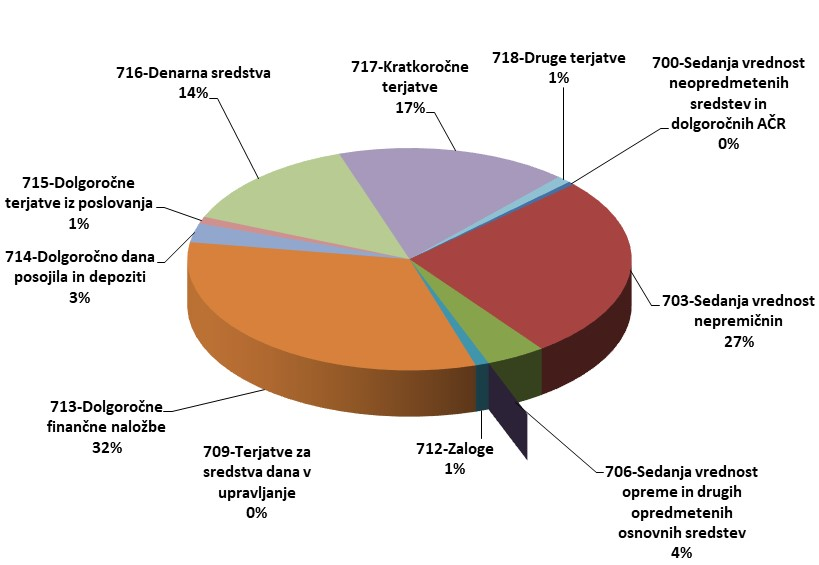 716-Denarna sredstva
14%
717-Kratkoročne
terjatve
17%
718-Druge terjatve
1%
700-Sedanja vrednost
neopredmetenih
sredstev in
dolgoročnih AČR
0%
715-Dolgoročne
terjatve iz poslovanja
1%
714-Dolgoročno dana
posojila in depoziti
3%
703-Sedanja vrednost
nepremičnin
27%
713-Dolgoročne
finančne naložbe
32%
709-Terjatve za
sredstva dana v
upravljanje
0%
712-Zaloge
1%
706-Sedanja vrednost
opreme in drugih
opredmetenih
osnovnih sredstev
4%